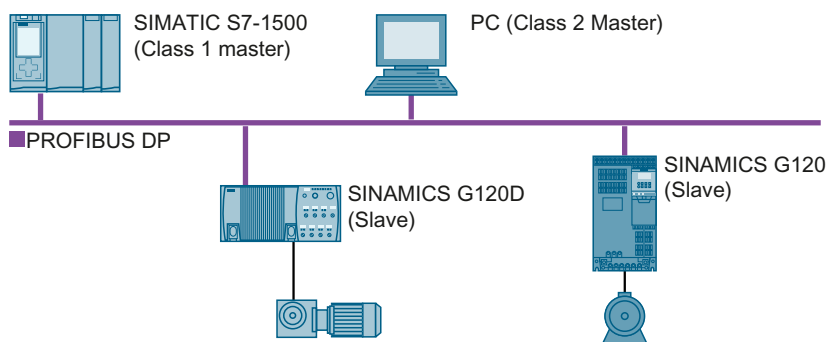 SIMATIC S7-1500
(Class 1 master)
PC (Class 2 Master)
PROFIBUS DP
SINAMICS G120D
(Slave)
SINAMICS G120
(Slave)